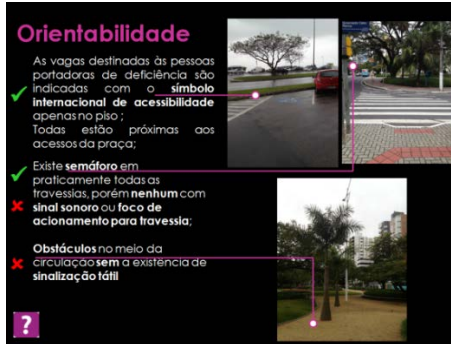 Orientabilidade
As vagas destinadas às pessoas
portadoras de deficiência são
indicadas com o símbolo
internacional de acessibilidade
apenas no piso ;
Todas estão próximas aos
acessos da praça;
Existe semáforo em
praticamente todas as
travessias, porém nenhum com
sinal sonoro ou foco de
acionamento para travessia;
Obstáculos no meio da
circulação sem a existência de
sinalização tátil
?